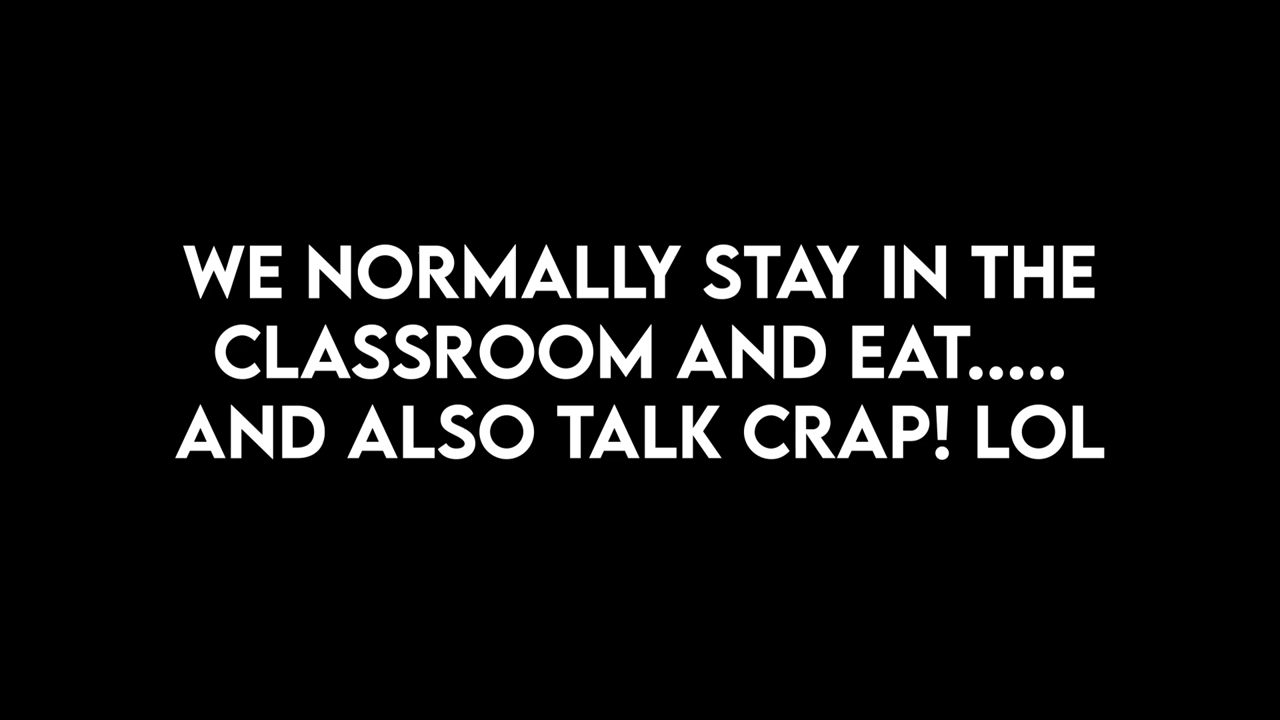 WE NORMALLY STAY IN THE
CLASSROOM AND EAT.....
AND ALSO TALK CRAP! LOL